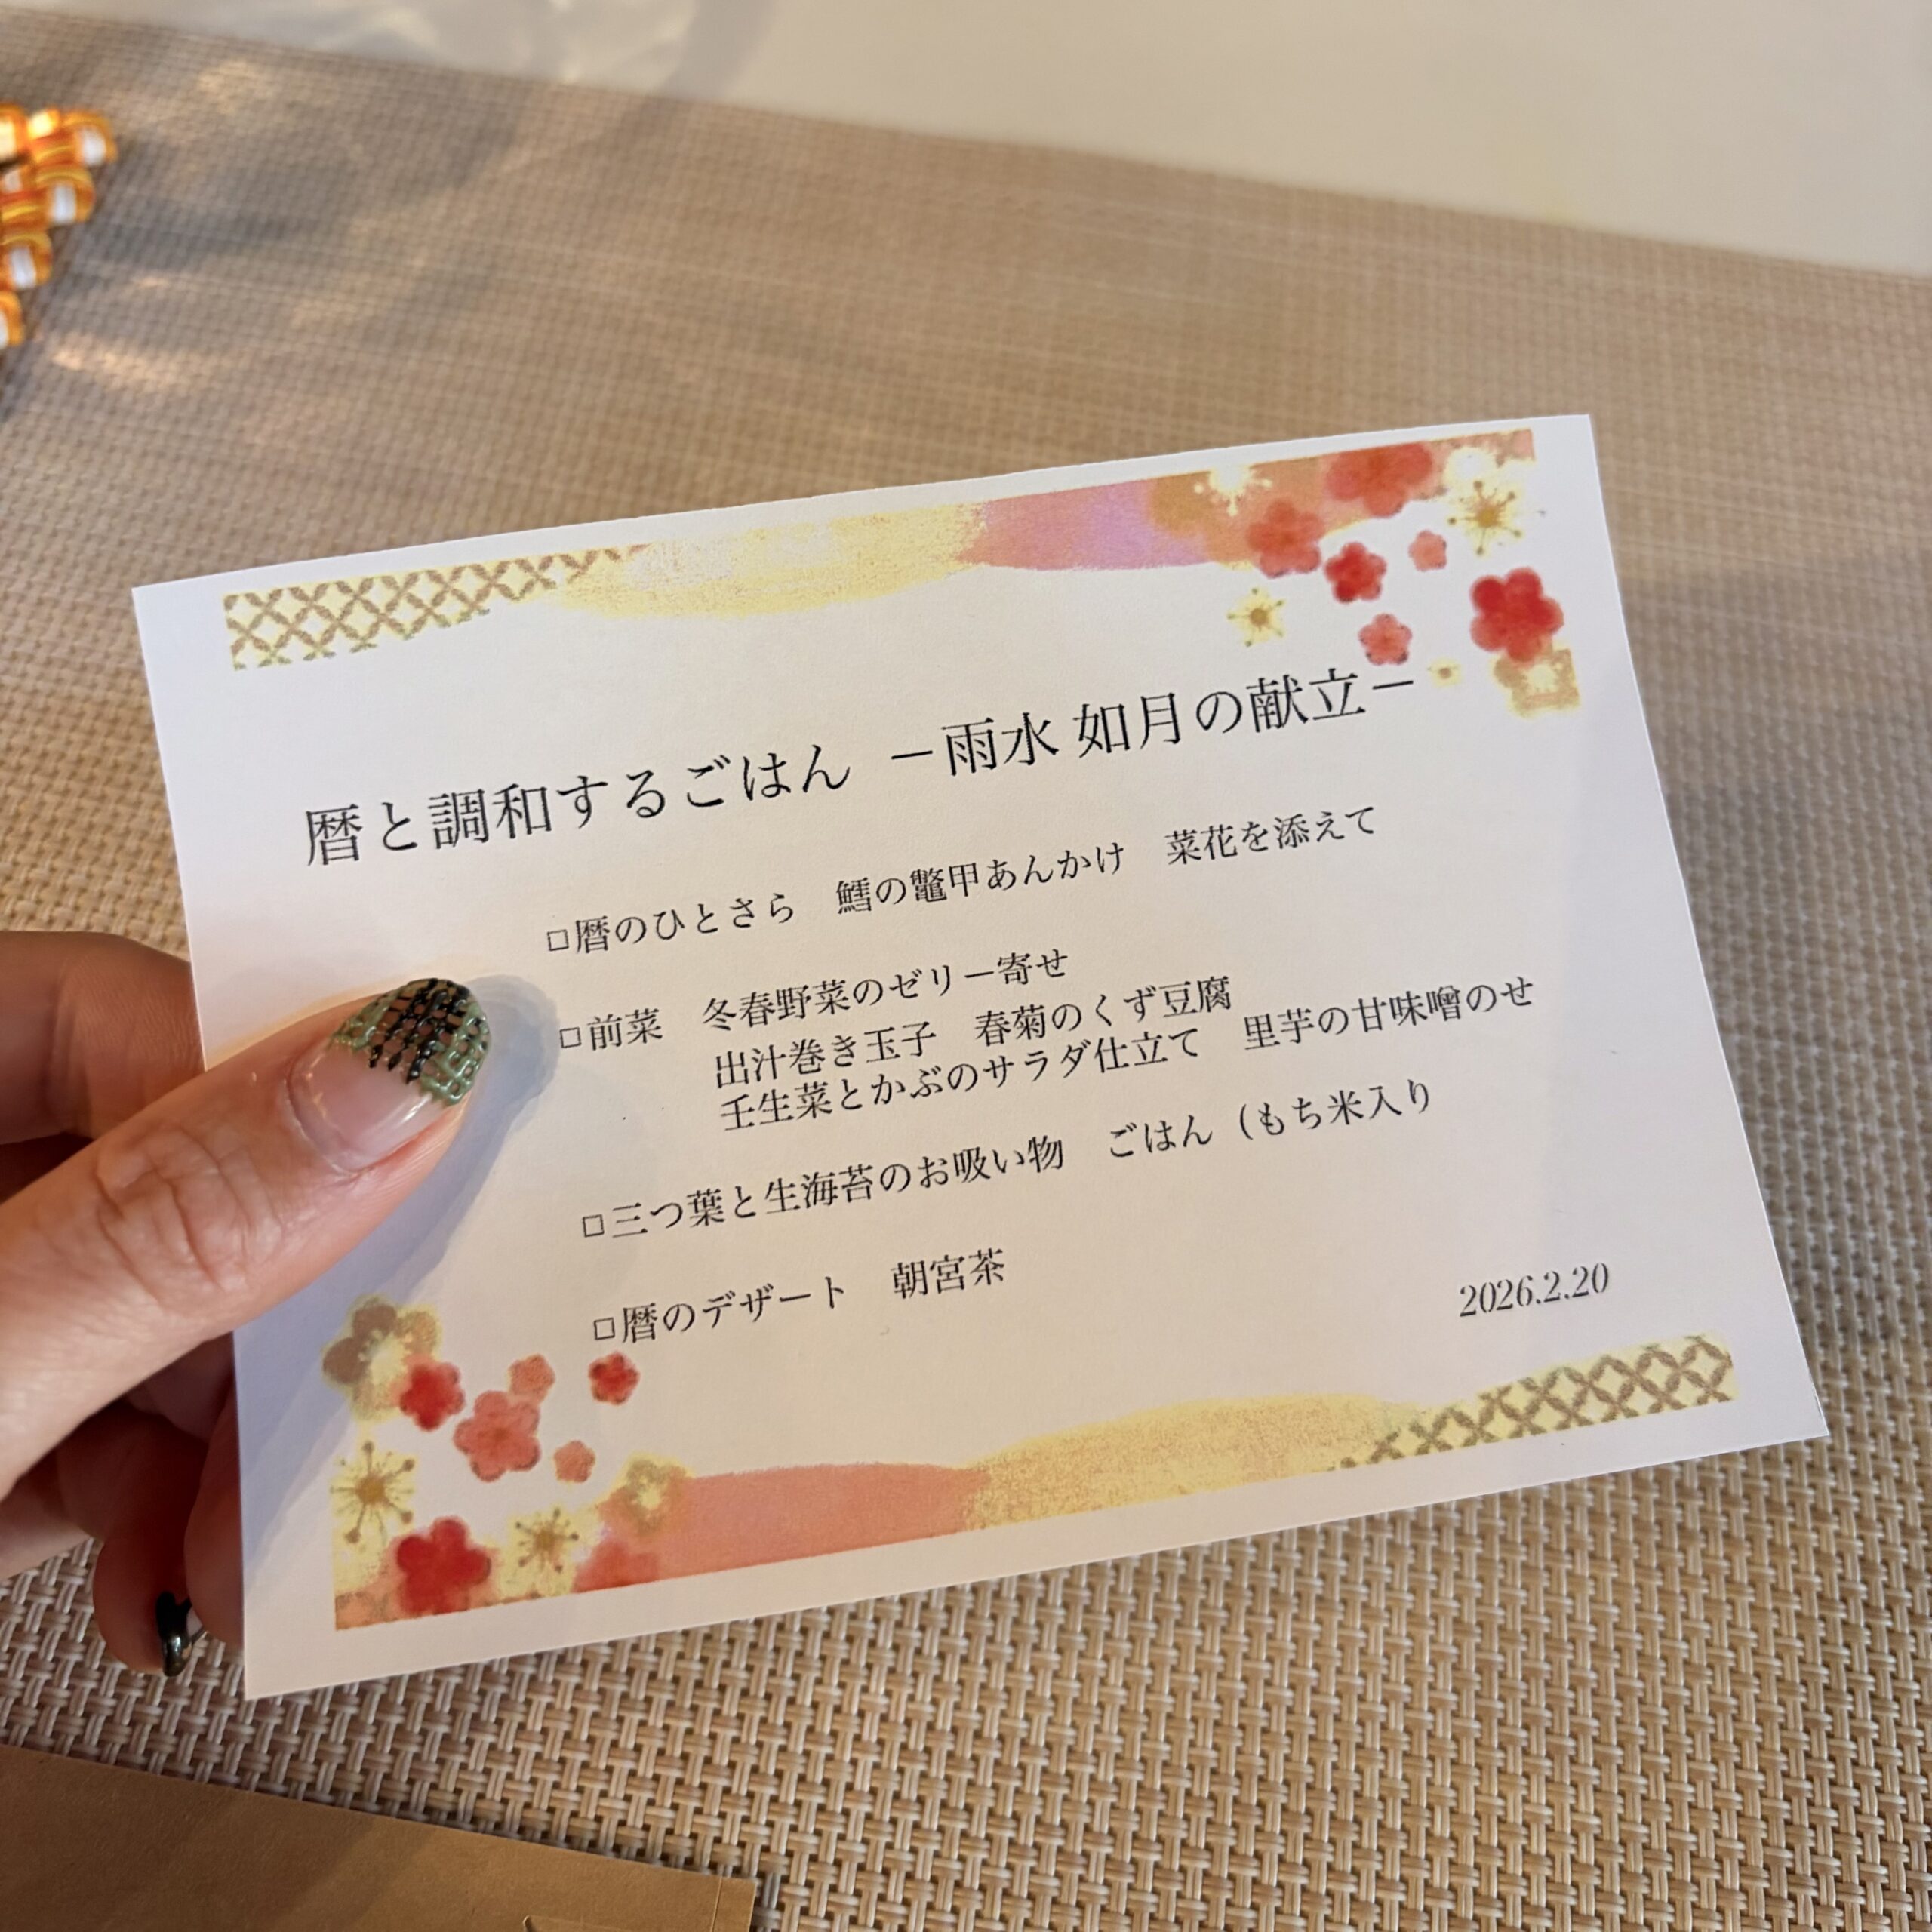 暦と調和するごはん －雨水 如月の献立－
□暦のひとさら　鱈の鼈甲あんかけ　菜花を添えて
□前菜　冬春野菜のゼリー寄せ
出汁巻き玉子　春菊のくず豆腐
壬生菜とかぶのサラダ仕立て　里芋の甘味噌のせ
□三つ葉と生海苔のお吸い物　ごはん（もち米入り
□暦のデザート　朝宮茶
2026.2.20